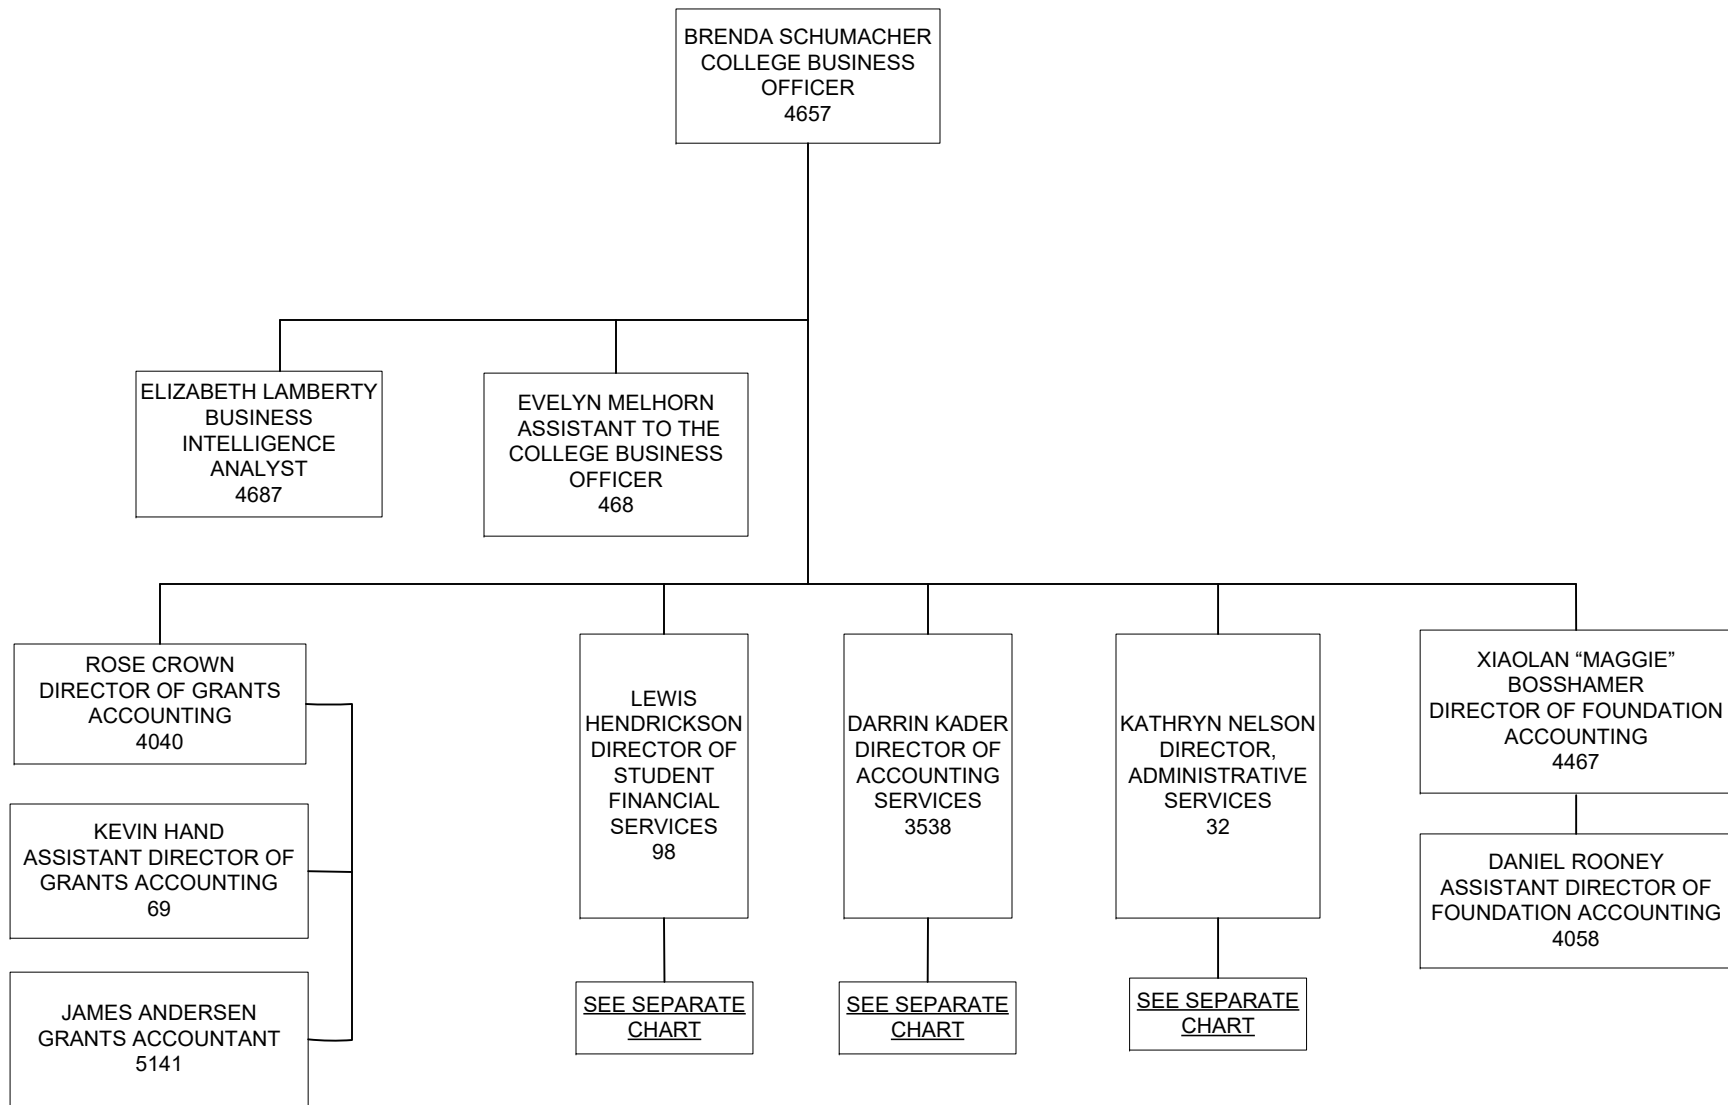 BRENDA SCHUMACHER
COLLEGE BUSINESS
OFFICER
4657
ELIZABETH LAMBERTY
BUSINESS
INTELLIGENCE
ANALYST
4687
EVELYN MELHORN
ASSISTANT TO THE
COLLEGE BUSINESS
OFFICER
468
ROSE CROWN
DIRECTOR OF GRANTS
ACCOUNTING
4040
KEVIN HAND
ASSISTANT DIRECTOR OF
GRANTS ACCOUNTING
69
JAMES ANDERSEN
GRANTS ACCOUNTANT
5141
LEWIS
HENDRICKSON
DIRECTOR OF
STUDENT
FINANCIAL
SERVICES
98
SEE SEPARATE
CHART
DARRIN KADER
DIRECTOR OF
ACCOUNTING
SERVICES
3538
SEE SEPARATE
CHART
KATHRYN NELSON
DIRECTOR,
ADMINISTRATIVE
SERVICES
32
SEE SEPARATE
CHART
XIAOLAN “MAGGIE”
BOSSHAMER
DIRECTOR OF FOUNDATION
ACCOUNTING
4467
DANIEL ROONEY
ASSISTANT DIRECTOR OF
FOUNDATION ACCOUNTING
4058